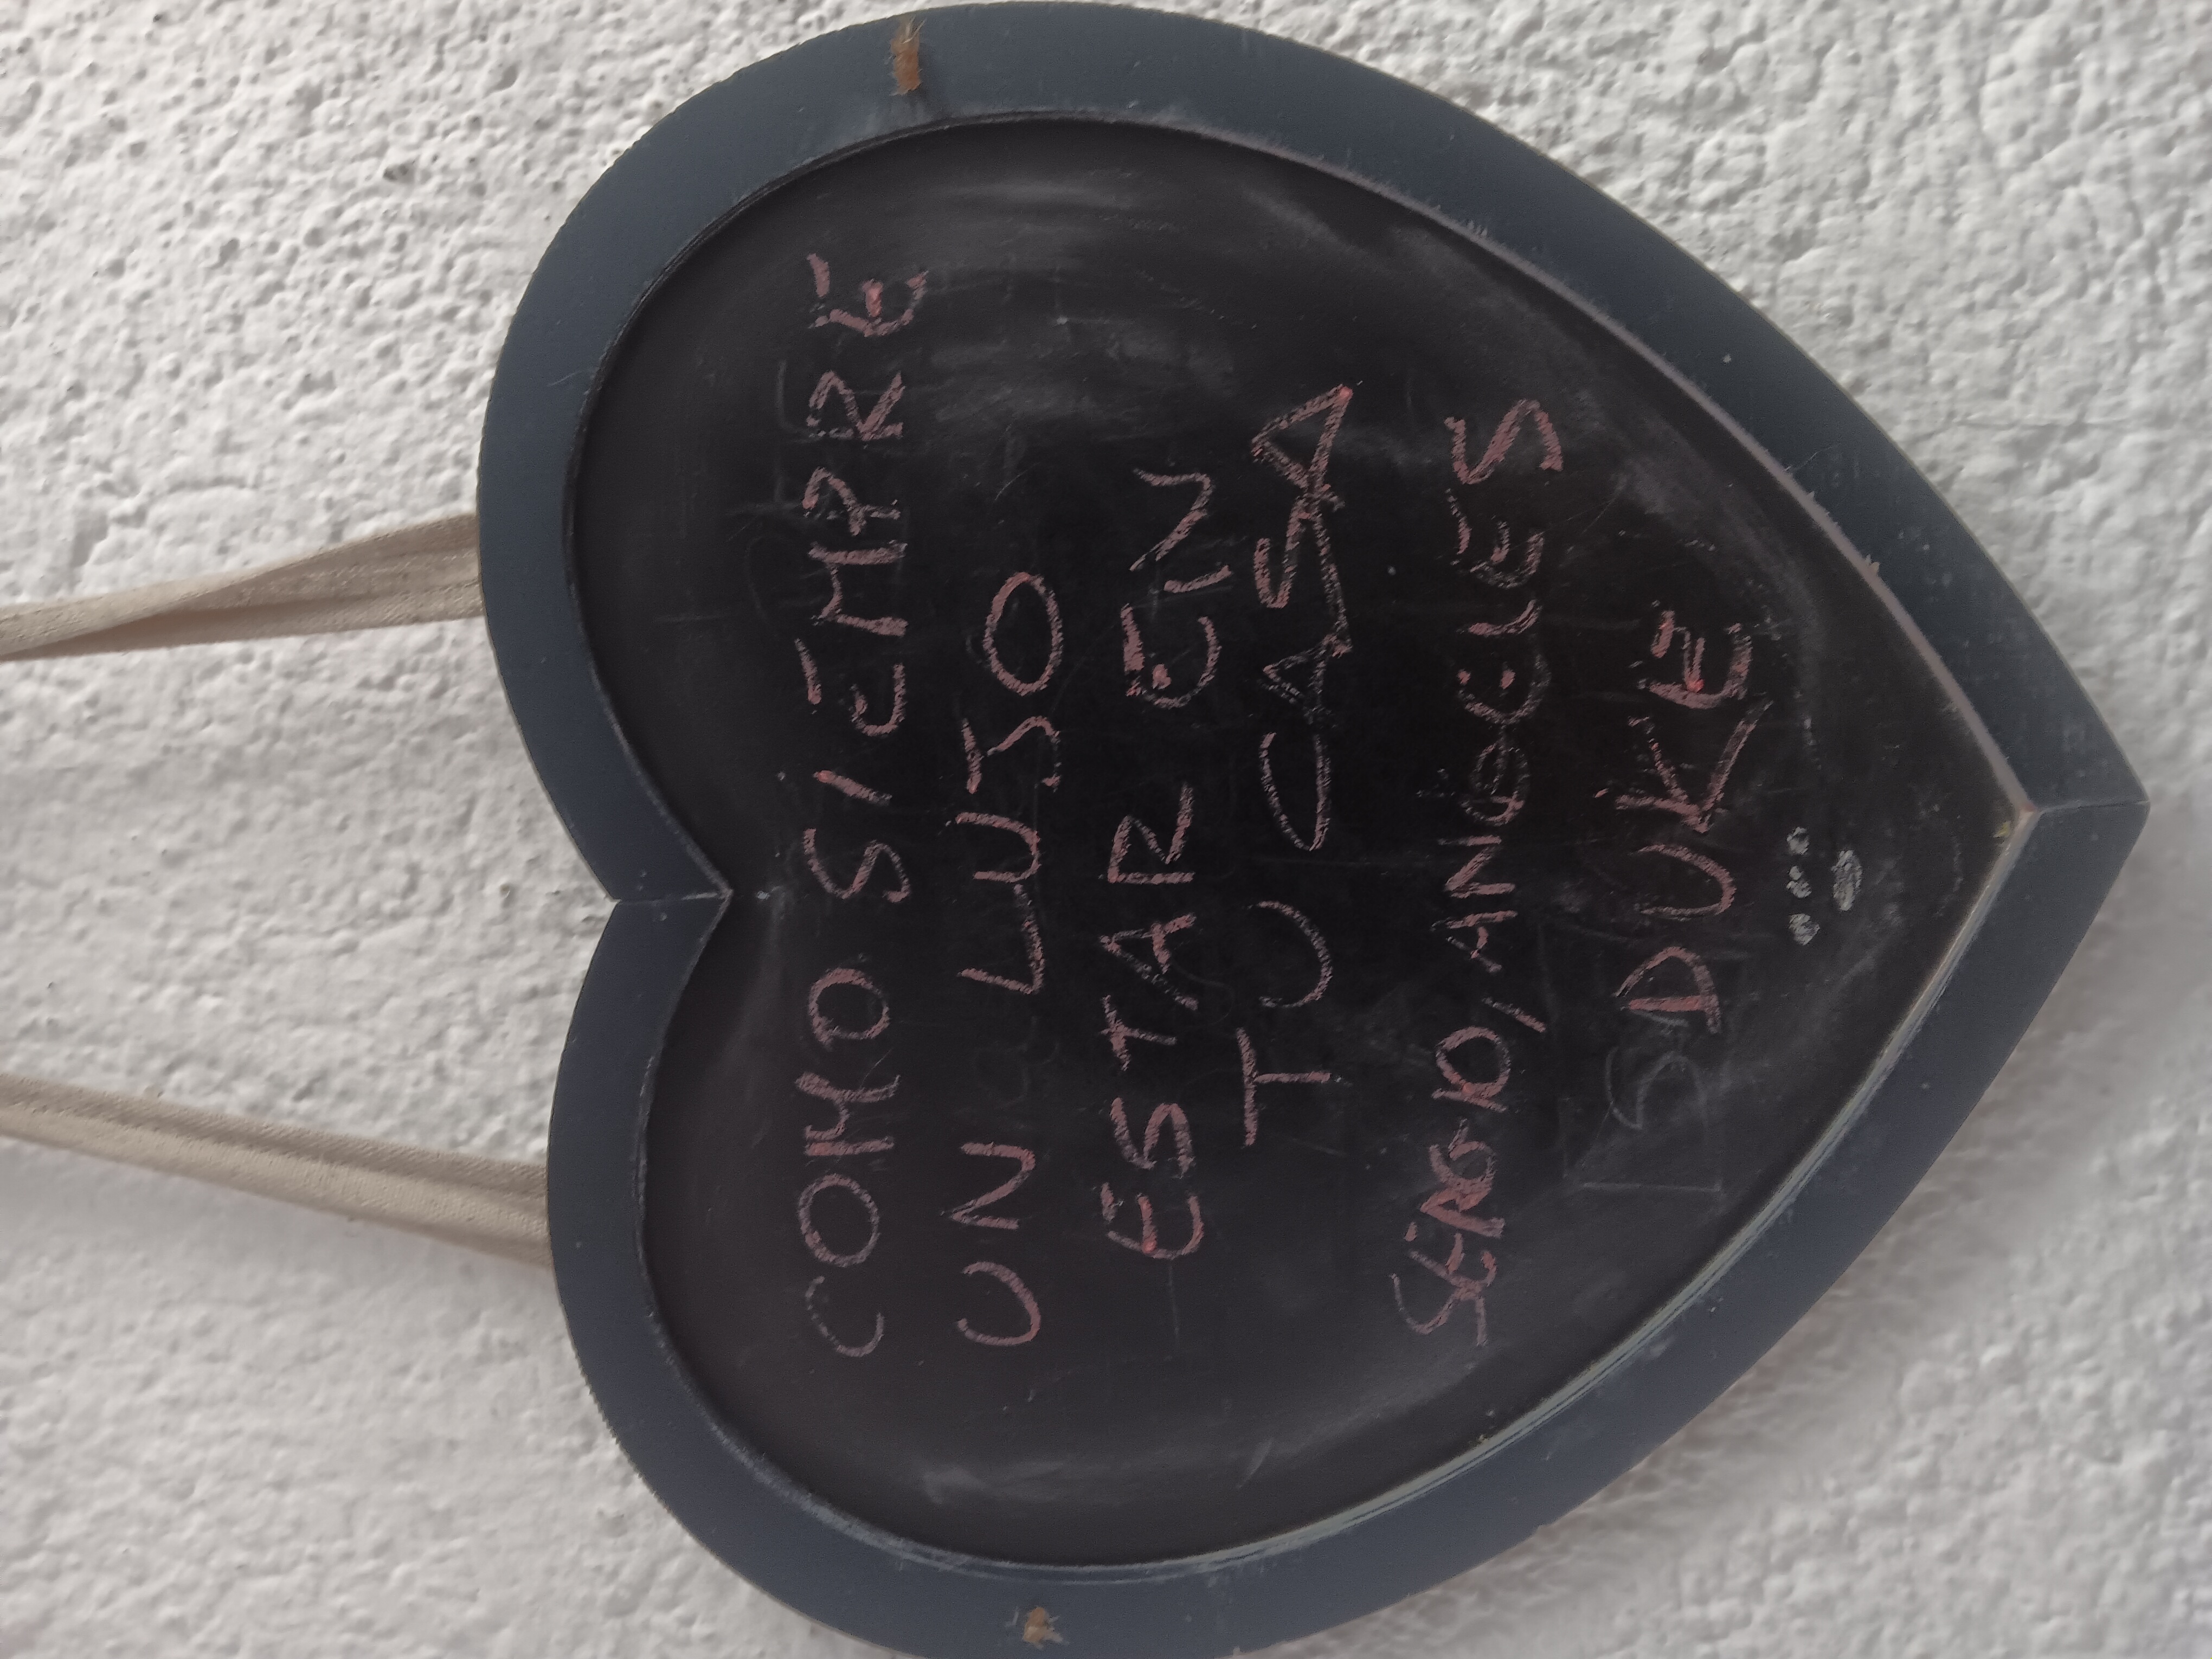 COMO SIEMPRE
UN LUJO
ESTAR EN
TU CASA
SERGIO/ANGELES
DUKE